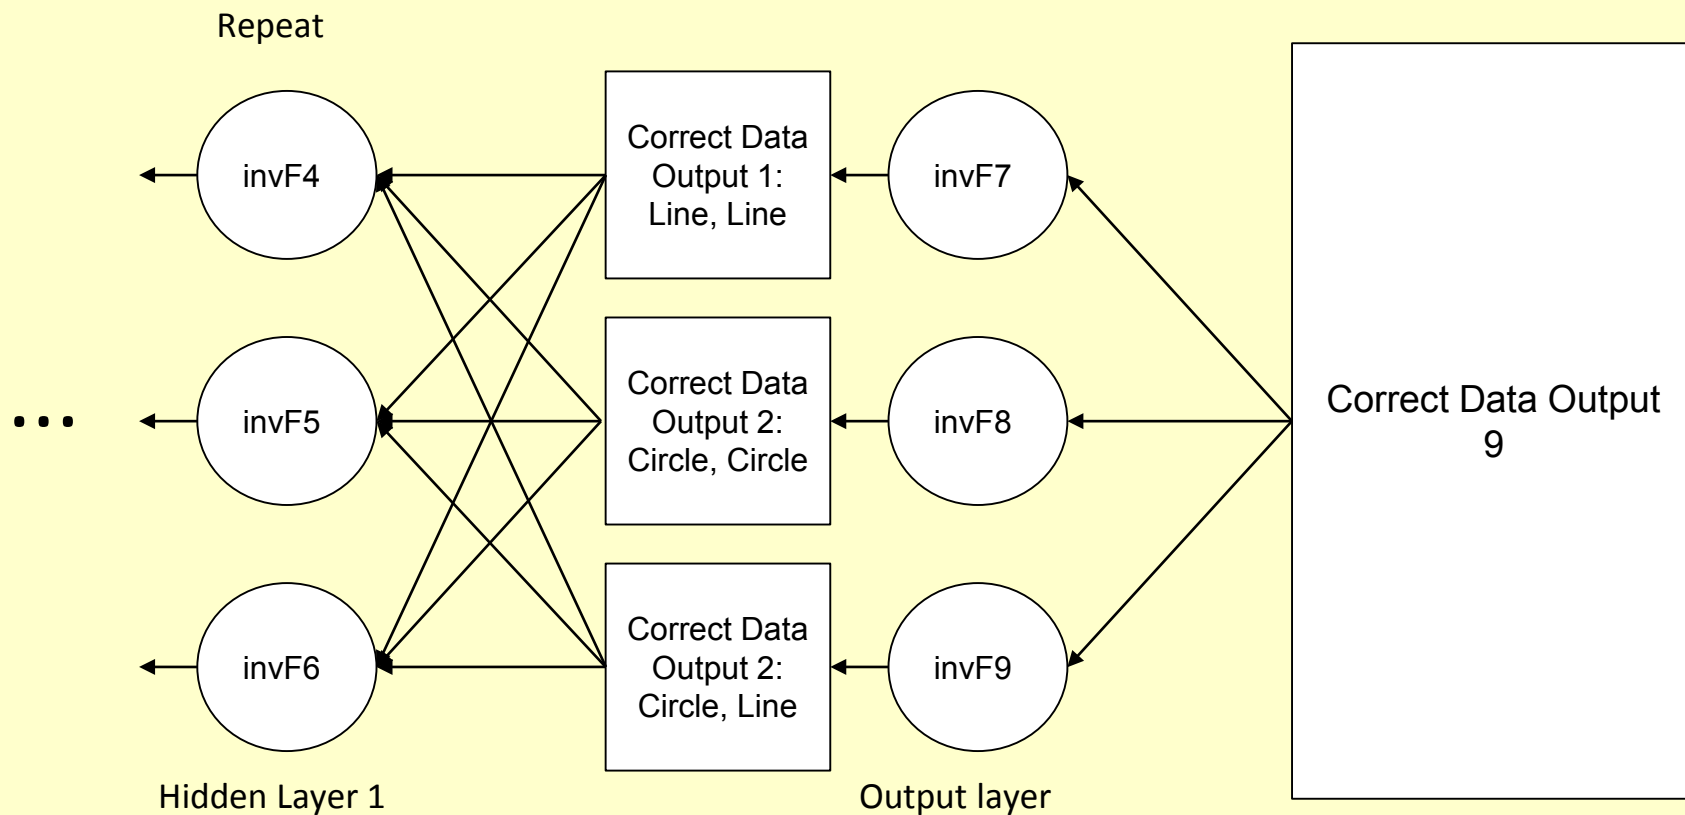 Repeat
invF4
Correct Data
Output 1:
Line, Line
invF7
...
invF5
Correct Data
Output 2:
Circle, Circle
invF8
Correct Data Output
9
invF6
Correct Data
Output 2:
Circle, Line
invF9
Hidden Layer 1
Output layer